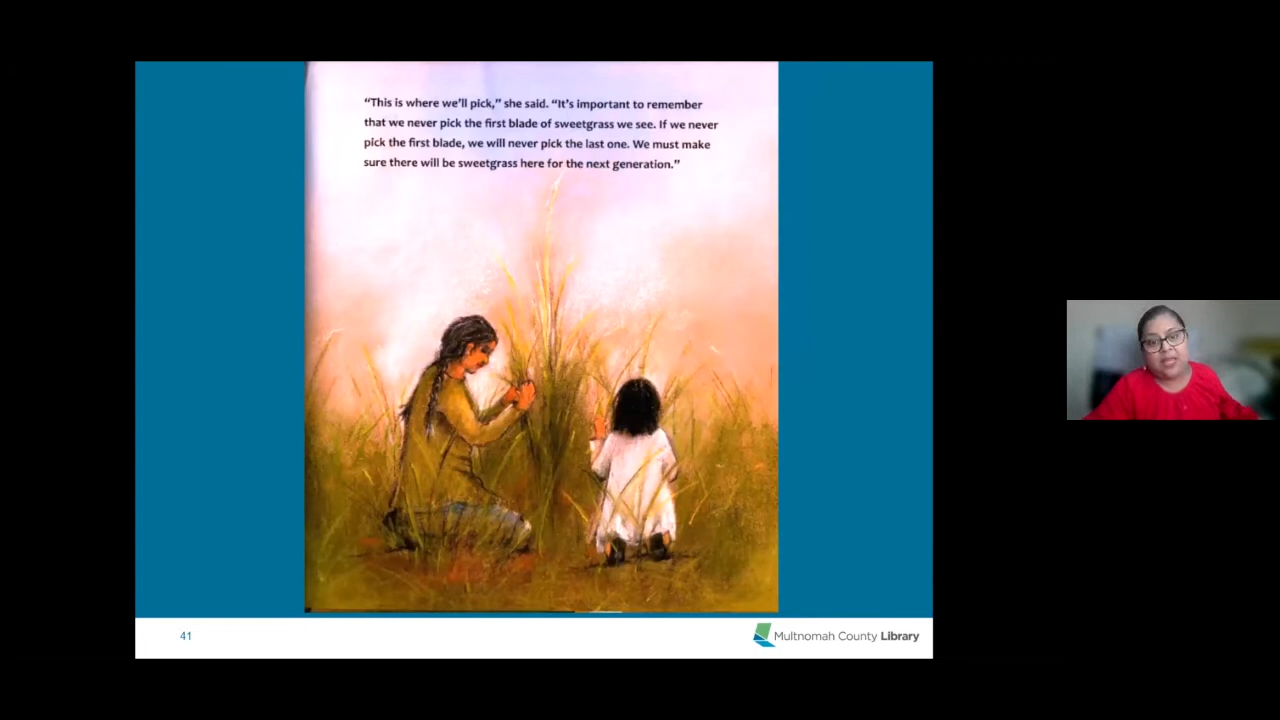 “This is where we’ll pick,” she said. “It’s important to remember
that we never pick the first blade of sweetgrass we see. If we never
pick the first blade, we will never pick the last one. We must make
sure there will be sweetgrass here for the next generation.”
41
Multnomah County Library